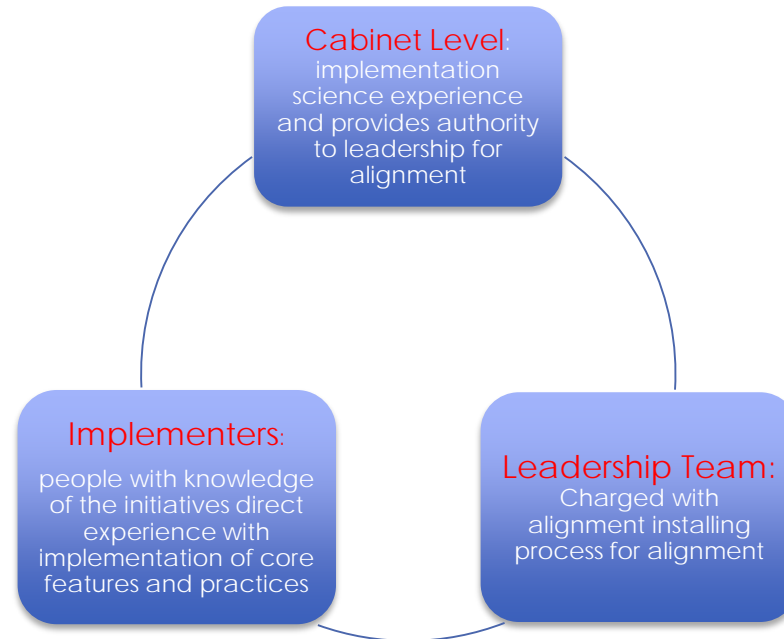 Cabinet Level:
implementation
science experience
and provides authority
to leadership for
alignment
Implementers:
people with knowledge
of the initiatives direct
experience with
implementation of core
features and practices
Leadership Team:
Charged with
alignment installing
process for alignment